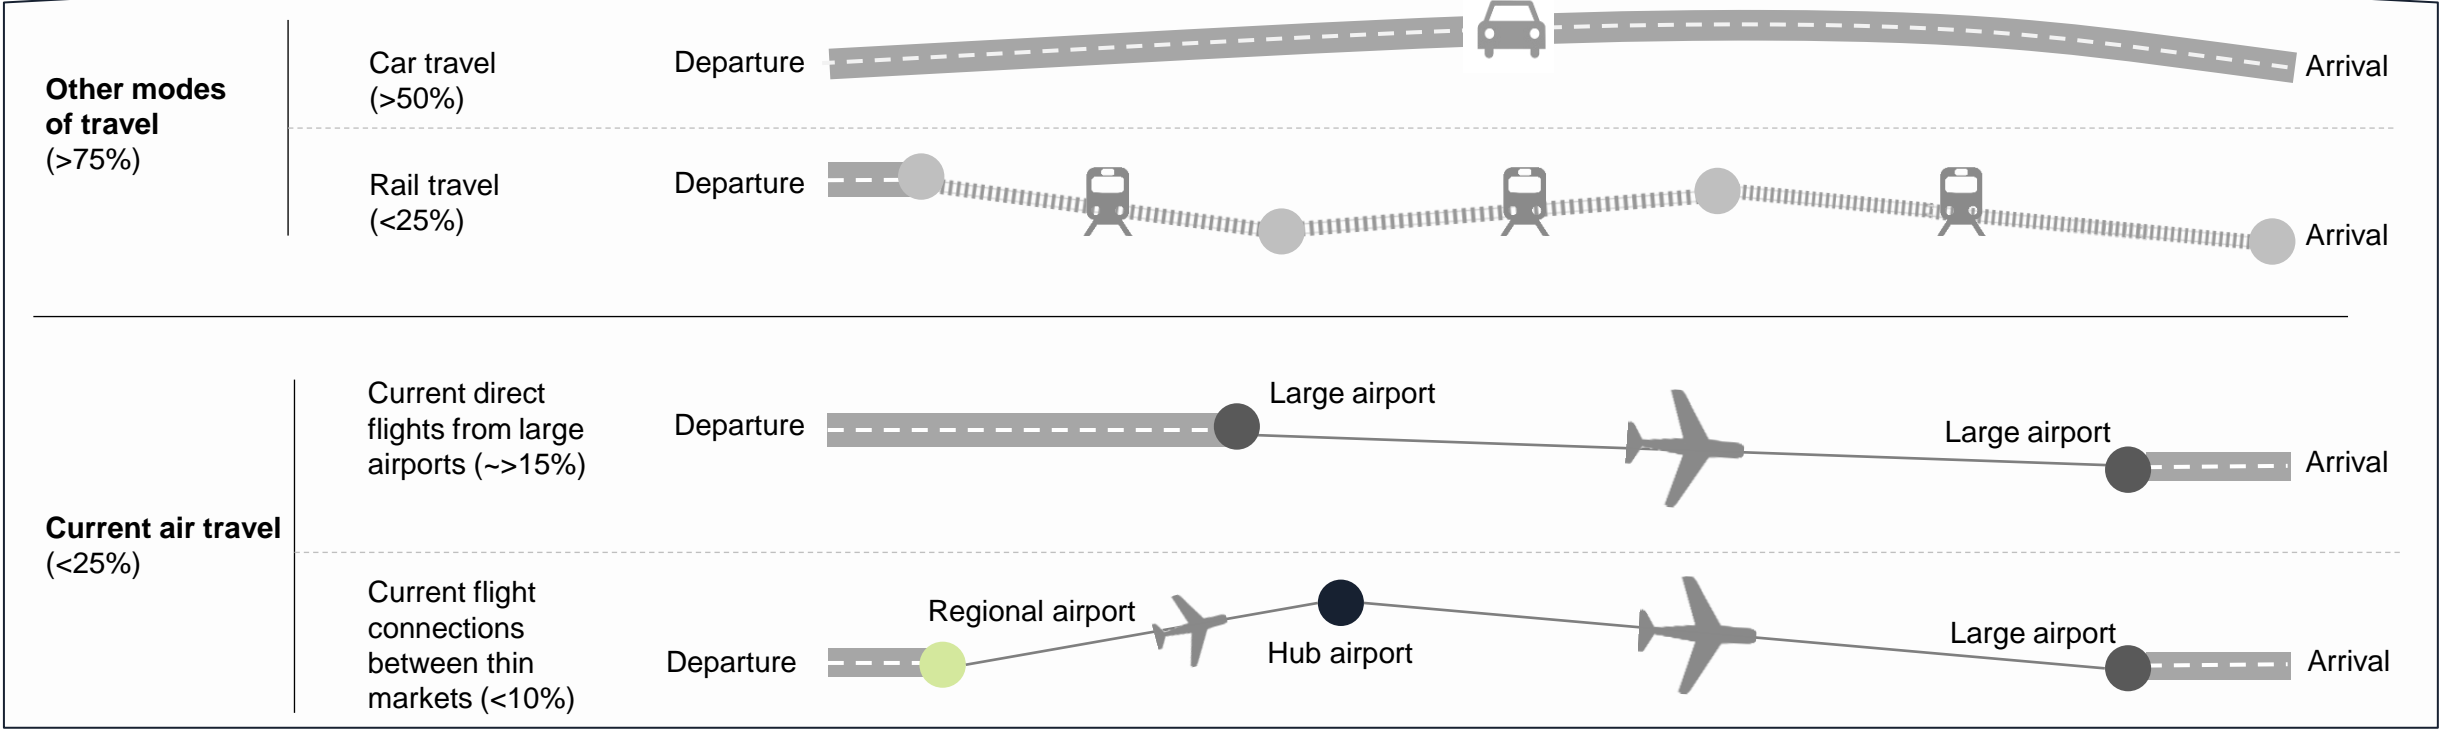 Other modes
of travel
(>75%)
Car travel
(>50%)
Departure
Arrival
Rail travel
(<25%)
Departure
Arrival
Current air travel
(<25%)
Current direct
flights from large
airports (~>15%)
Departure
Large airport
Large airport
Arrival
Current flight
connections
between thin
markets (<10%)
Departure
Regional airport
Hub airport
Large airport
Arrival